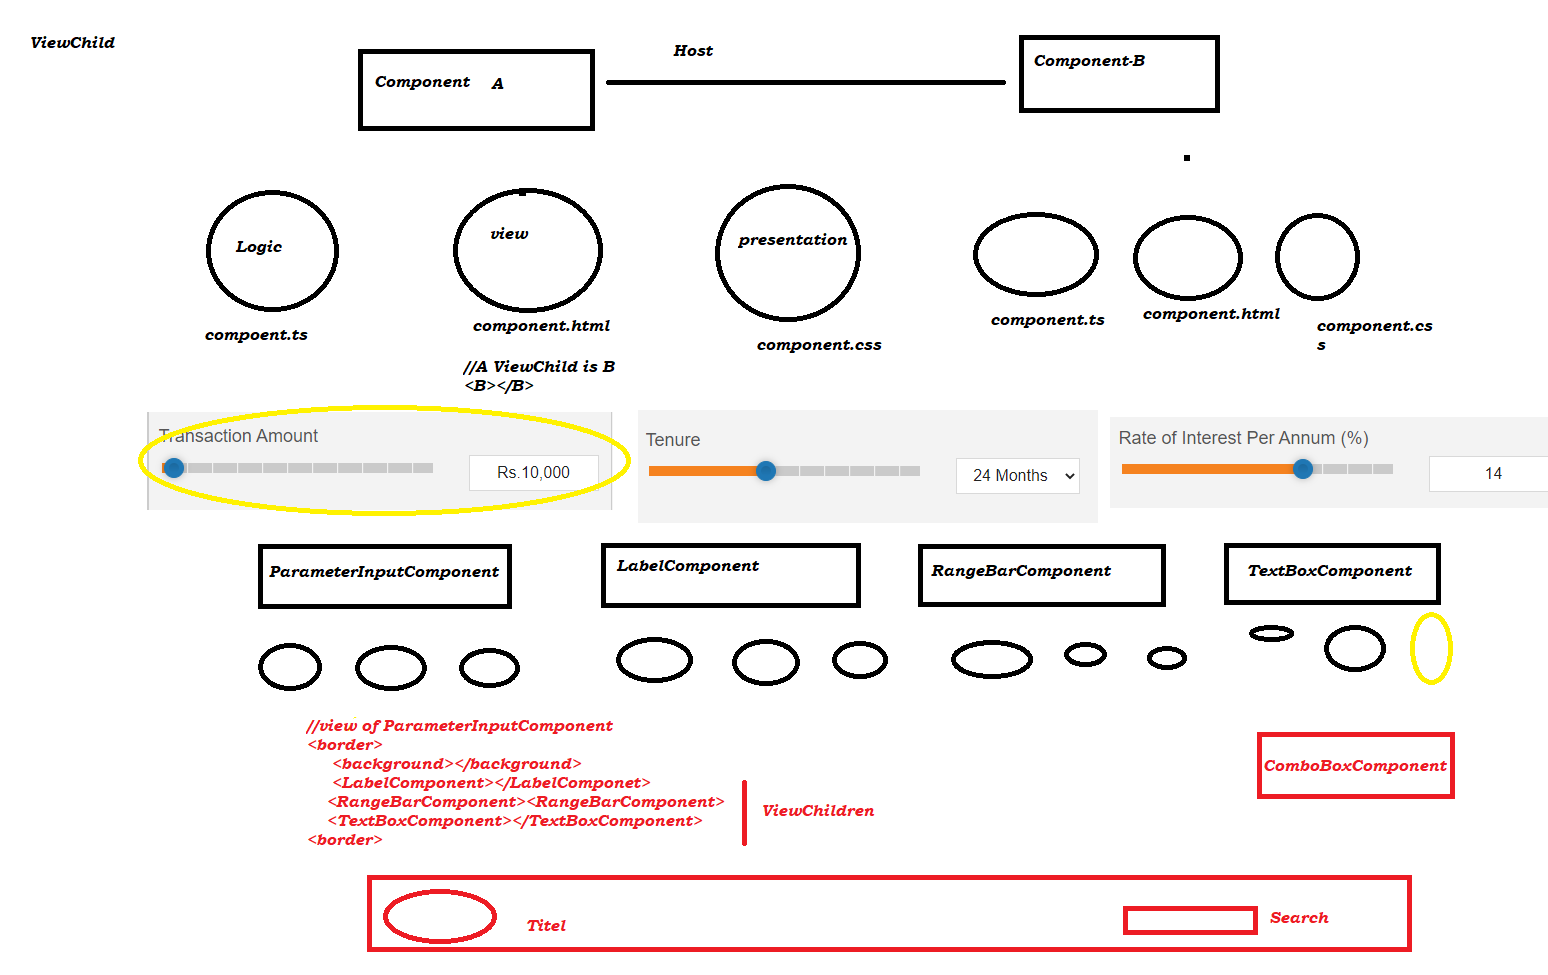 ViewChild
Host
Component A
Component-B
Logic
view
presentation
compoent.ts
component.html
component.css
component.ts
component.html
component.cs
s
//A ViewChild is B
<B></B>
Transaction Amount
Rs.10,000
Tenure
24 Months
Rate of Interest Per Annum (%)
14
ParameterInputComponent
LabelComponent
RangeBarComponent
TextBoxComponent
//view of ParameterInputComponent
<border>
<background></background>
<LabelComponent></LabelComponet>
<RangeBarComponent><RangeBarComponent>
<TextBoxComponent></TextBoxComponent>
<border>
ViewChildren
ComboBoxComponent
Titel
Search